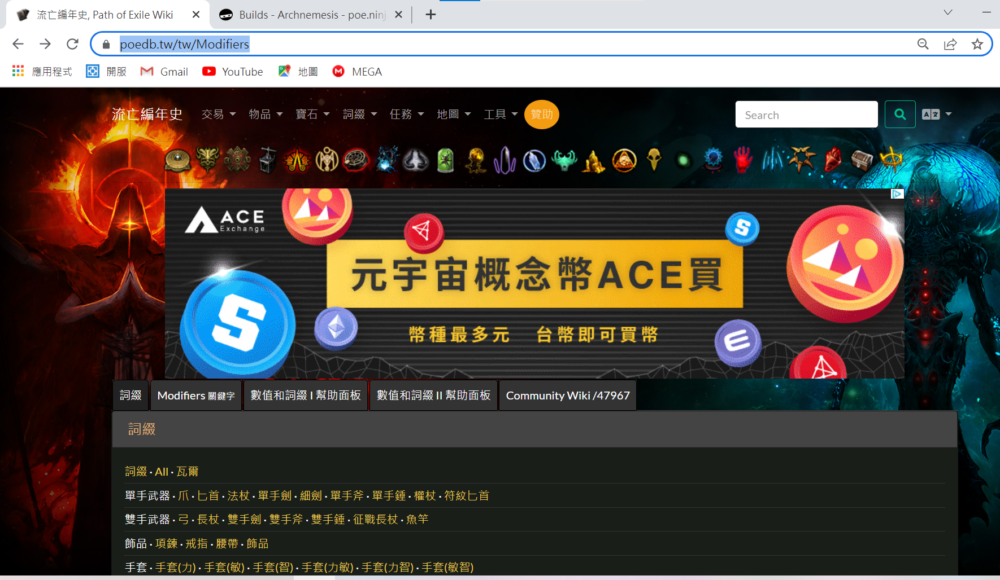 流亡編年史, Path of Exile Wiki
Builds - Archnemesis - poe.ninj
poedb.tw/tw/Modifiers
應用程式 開服 Gmail YouTube 地圖 MEGA
流亡編年史 交易 物品 寶石 詞綴 任務 地圖 工具 贊助 Search
ACE
Exchange
元宇宙概念幣ACE買
幣種最多元 台幣即可買幣
詞綴 Modifiers 關鍵字 數值和詞綴 I 幫助面板 數值和詞綴 II 幫助面板 Community Wiki /47967
詞綴
詞綴 · All · 瓦爾
單手武器 · 爪 · 匕首 · 法杖 · 單手劍 · 細劍 · 單手斧 · 單手錘 · 權杖 · 符紋匕首
雙手武器 · 弓 · 長杖 · 雙手劍 · 雙手斧 · 雙手錘 · 征戰長杖 · 魚竿
飾品 · 項鍊 · 戒指 · 腰帶 · 飾品
手套 · 手套(力) · 手套(敏) · 手套(智) · 手套(力敏) · 手套(力智) · 手套(敏智)